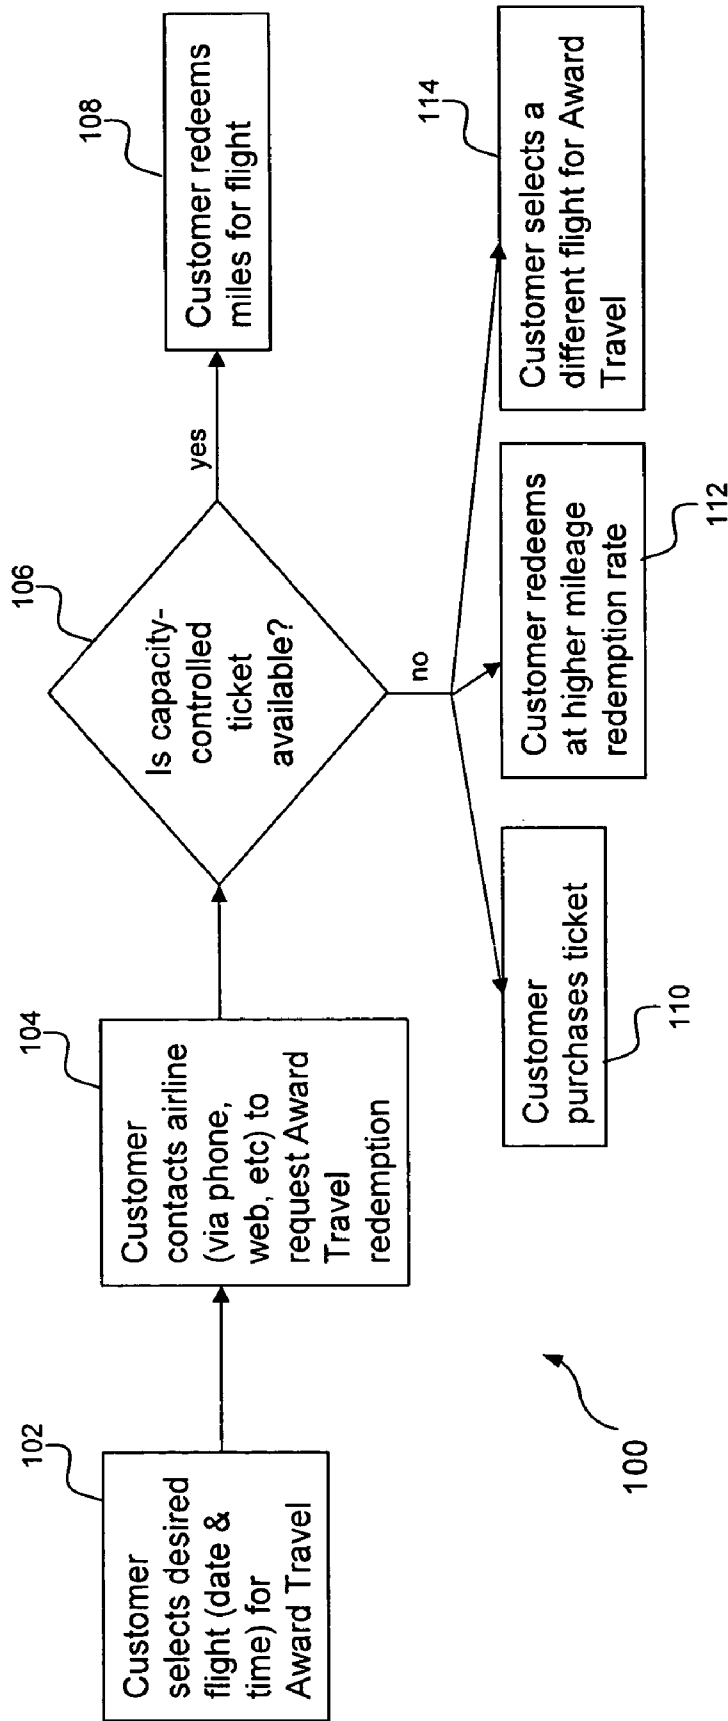 102
Customer
selects desired
flight (date &
time) for
Award Travel
104
Customer
contacts airline
(via phone,
web, etc) to
request Award
Travel
redemption
106
Is capacity-
controlled
ticket
available?
yes
108
Customer redeems
miles for flight
no
Customer
purchases ticket
110
Customer redeems
at higher mileage
redemption rate
112
114
Customer selects a
different flight for Award
Travel
100